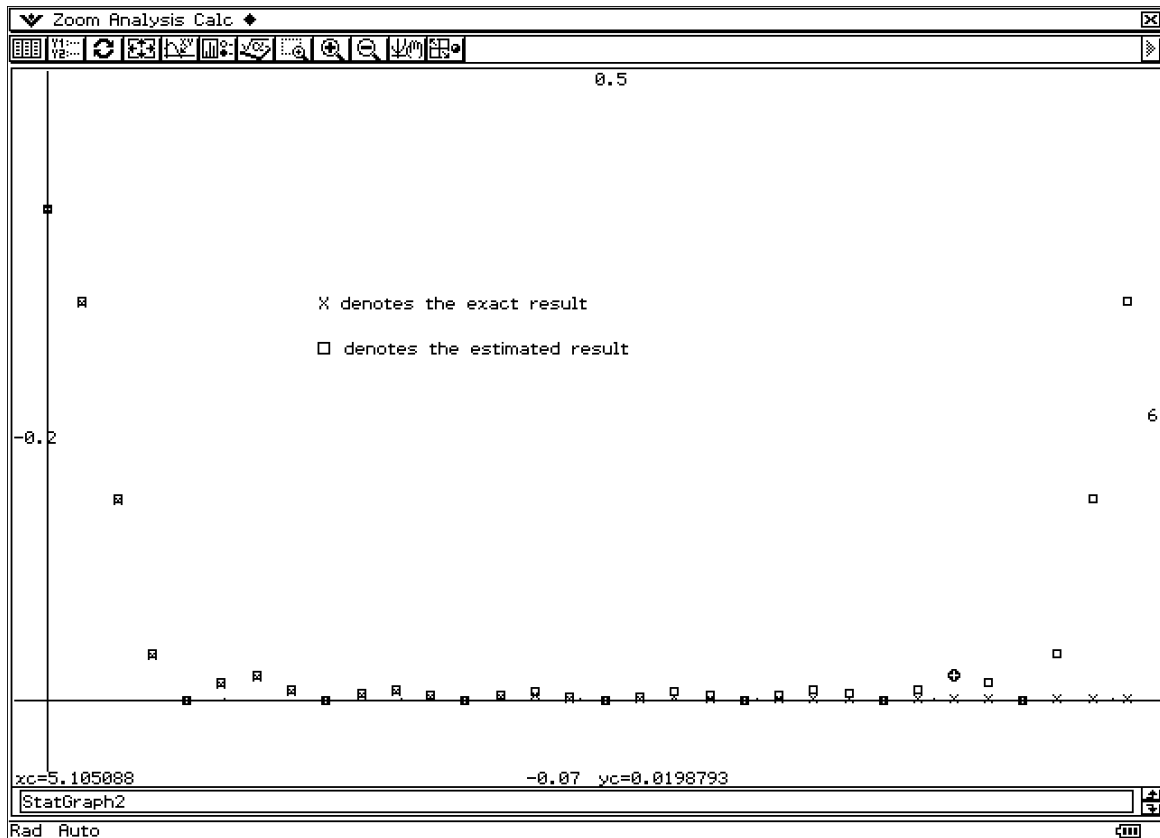 Zoom Analysis Calc ◆
0.5
X denotes the exact result
□ denotes the estimated result
6
-0.2
xc=5.105088
-0.07 yc=0.0198793
StatGraph2
Rad Auto